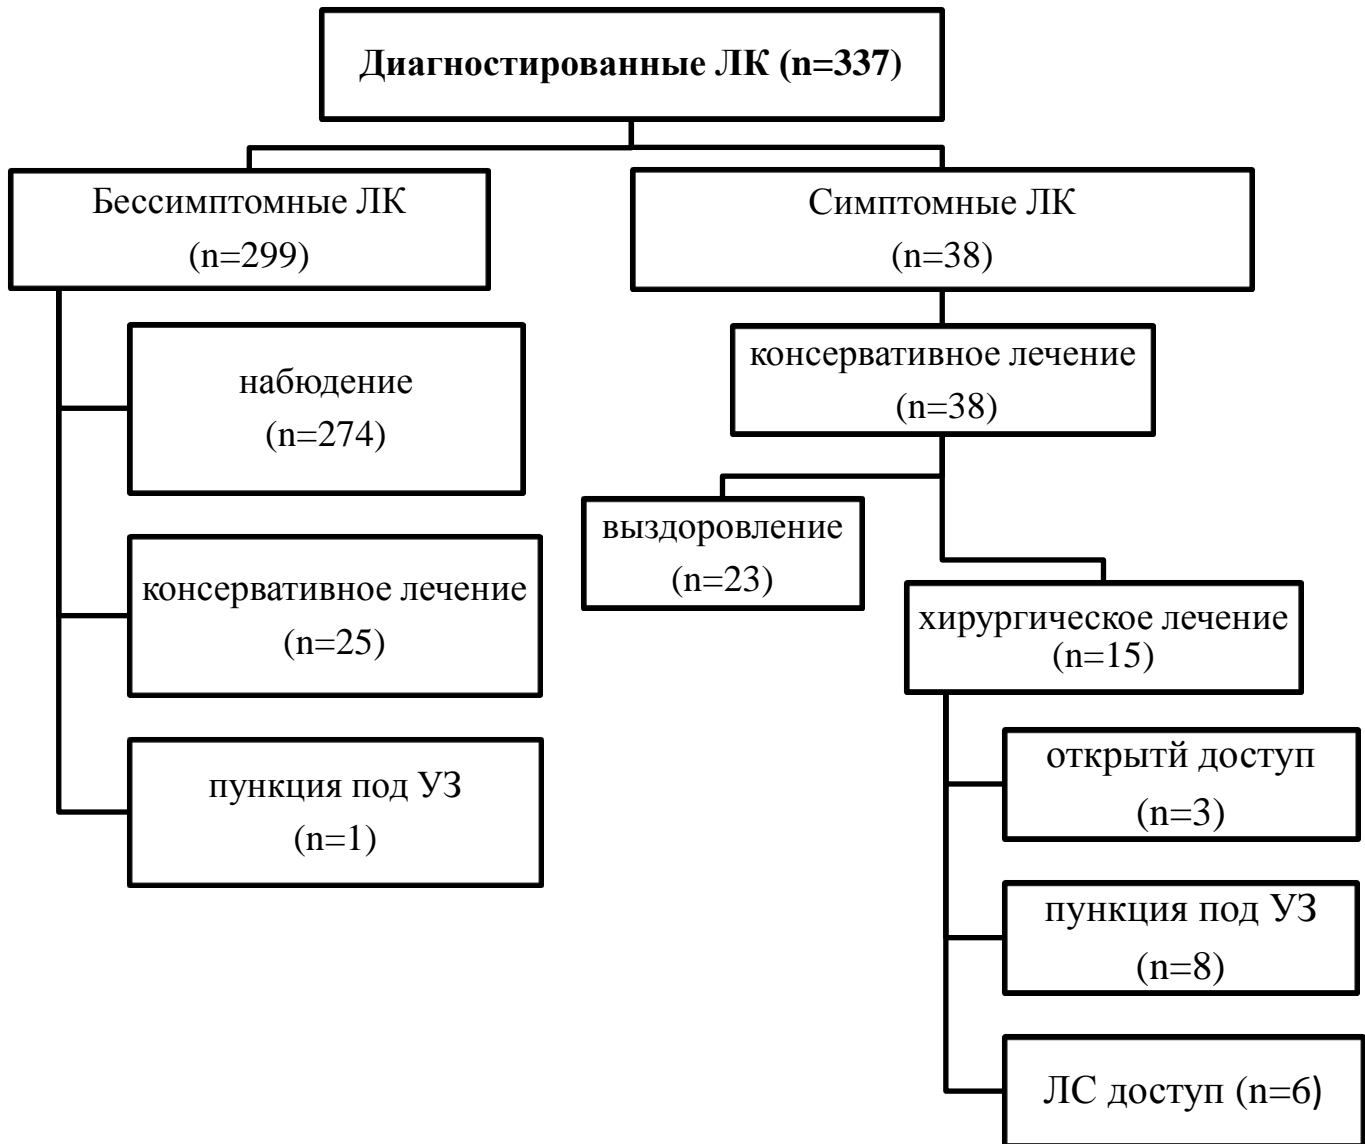 Диагностированные ЛК (n=337)
Бессимптомные ЛК
(n=299)
набюдение
(n=274)
консервативное лечение
(n=25)
пункция под УЗ
(n=1)
Симптомные ЛК
(n=38)
консервативное лечение
(n=38)
выздоровление
(n=23)
хирургическое лечение
(n=15)
открытй доступ
(n=3)
пункция под УЗ
(n=8)
ЛС доступ (n=6)